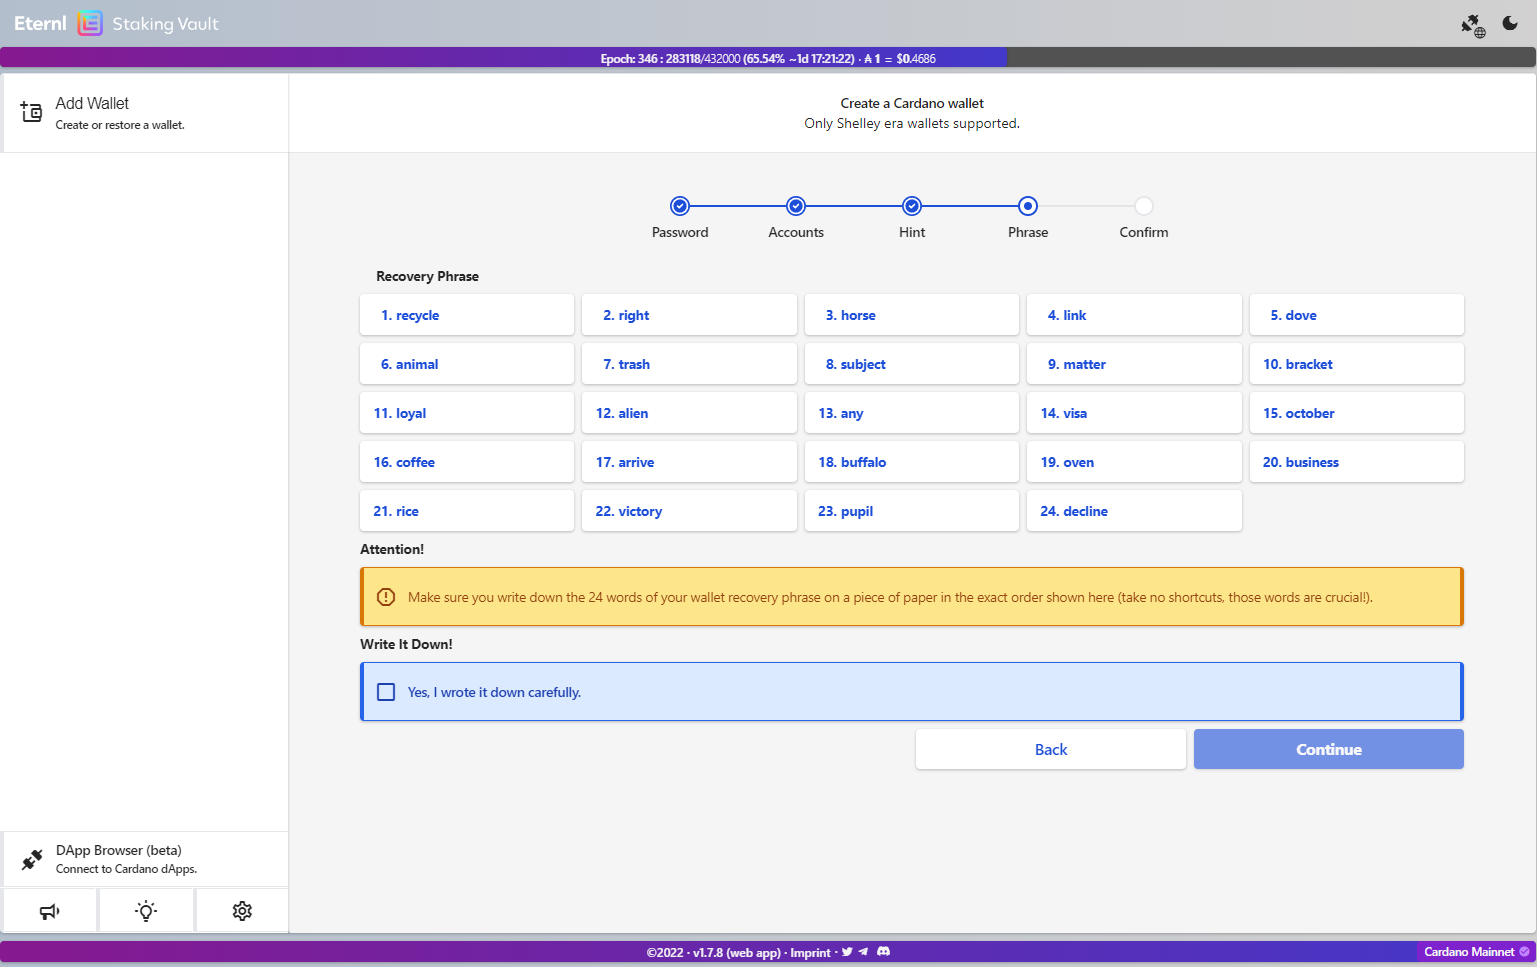 Eternl Staking Vault
Epoch: 346 : 283118/432000 (65.54% ~1d 17:21:22) · ₳ 1 = $0.4686
Add Wallet
Create or restore a wallet.
Create a Cardano wallet
Only Shelley era wallets supported.
Password Accounts Hint Phrase Confirm
Recovery Phrase
1. recycle 2. right 3. horse 4. link 5. dove
6. animal 7. trash 8. subject 9. matter 10. bracket
11. loyal 12. alien 13. any 14. visa 15. october
16. coffee 17. arrive 18. buffalo 19. oven 20. business
21. rice 22. victory 23. pupil 24. decline
Attention!
Make sure you write down the 24 words of your wallet recovery phrase on a piece of paper in the exact order shown here (take no shortcuts, those words are crucial!).
Write It Down!
Yes, I wrote it down carefully.
Back Continue
DApp Browser (beta)
Connect to Cardano dApps.
©2022 · v1.7.8 (web app) · Imprint ·
Cardano Mainnet